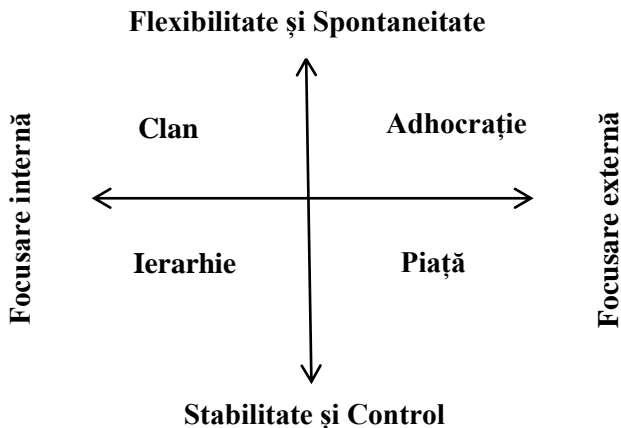 Flexibilitate și Spontaneitate
Focusare internă
Clan
Adhocrație
Focusare externă
Ierarhie
Piață
Stabilitate și Control